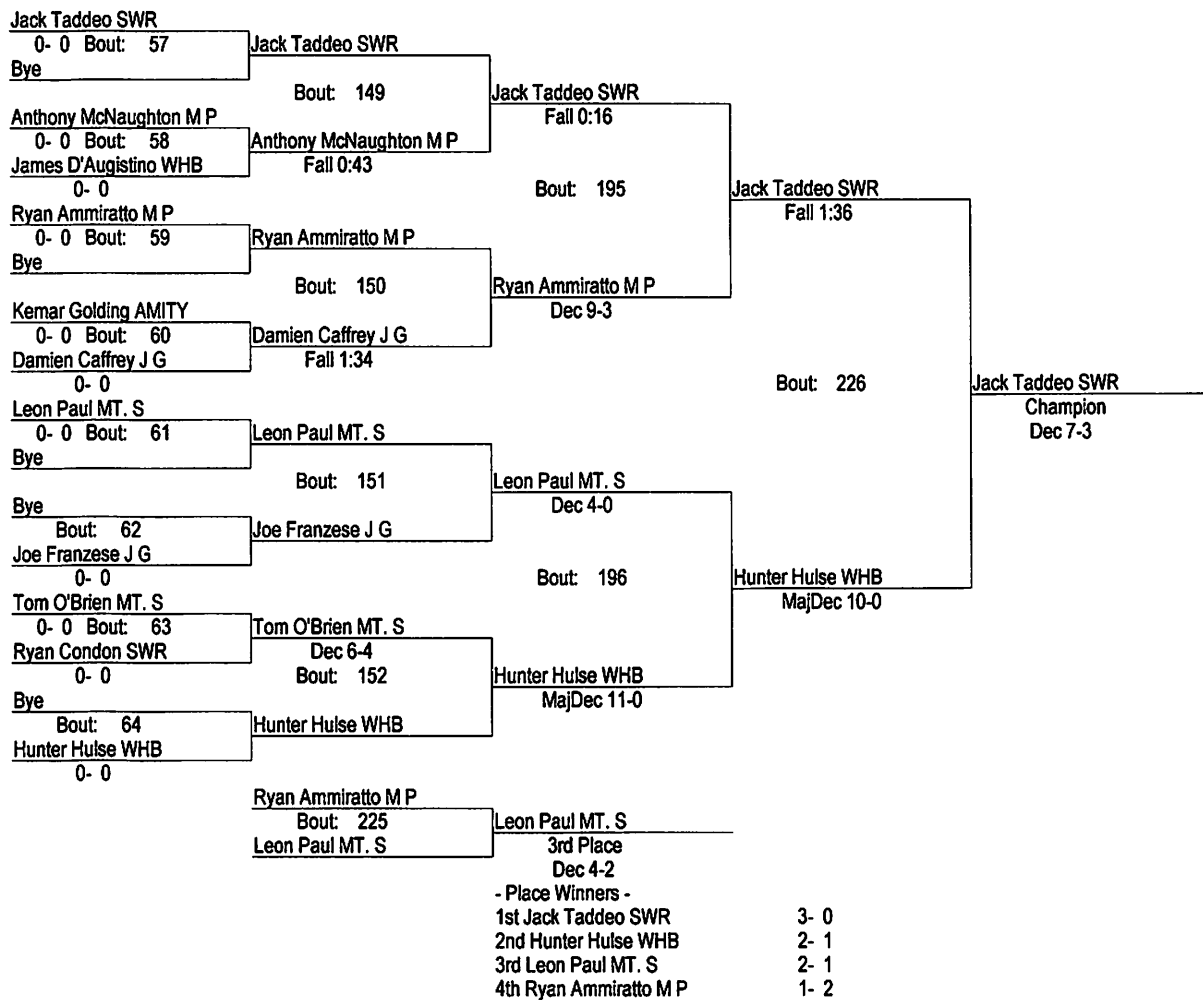 Jack Taddeo SWR
0- 0 Bout: 57
Bye
Jack Taddeo SWR
Bout: 149
Anthony McNaughton M P
0- 0 Bout: 58
James D'Augistino WHB
0- 0
Anthony McNaughton M P
Fall 0:43
Jack Taddeo SWR
Fall 0:16
Bout: 195
Ryan Ammiratto M P
0- 0 Bout: 59
Bye
Ryan Ammiratto M P
Bout: 150
Kemar Golding AMITY
0- 0 Bout: 60
Damien Caffrey J G
0- 0
Damien Caffrey J G
Fall 1:34
Ryan Ammiratto M P
Dec 9-3
Jack Taddeo SWR
Fall 1:36
Bout: 226
Leon Paul MT. S
0- 0 Bout: 61
Bye
Leon Paul MT. S
Bout: 151
Bye
Bout: 62
Joe Franzese J G
0- 0
Joe Franzese J G
Leon Paul MT. S
Dec 4-0
Bout: 196
Tom O'Brien MT. S
0- 0 Bout: 63
Ryan Condon SWR
0- 0
Tom O'Brien MT. S
Dec 6-4
Bout: 152
Bye
Bout: 64
Hunter Hulse WHB
0- 0
Hunter Hulse WHB
Hunter Hulse WHB
MajDec 11-0
Hunter Hulse WHB
MajDec 10-0
Jack Taddeo SWR
Champion
Dec 7-3
Ryan Ammiratto M P
Bout: 225
Leon Paul MT. S
Leon Paul MT. S
3rd Place
Dec 4-2
- Place Winners -
1st Jack Taddeo SWR 3- 0
2nd Hunter Hulse WHB 2- 1
3rd Leon Paul MT. S 2- 1
4th Ryan Ammiratto M P 1- 2